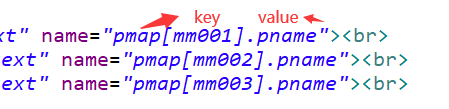 key value
ext" name="pmap[mm001].pname"><br>
ext" name="pmap[mm002].pname"><br>
ext" name="pmap[mm003].pname"><br>